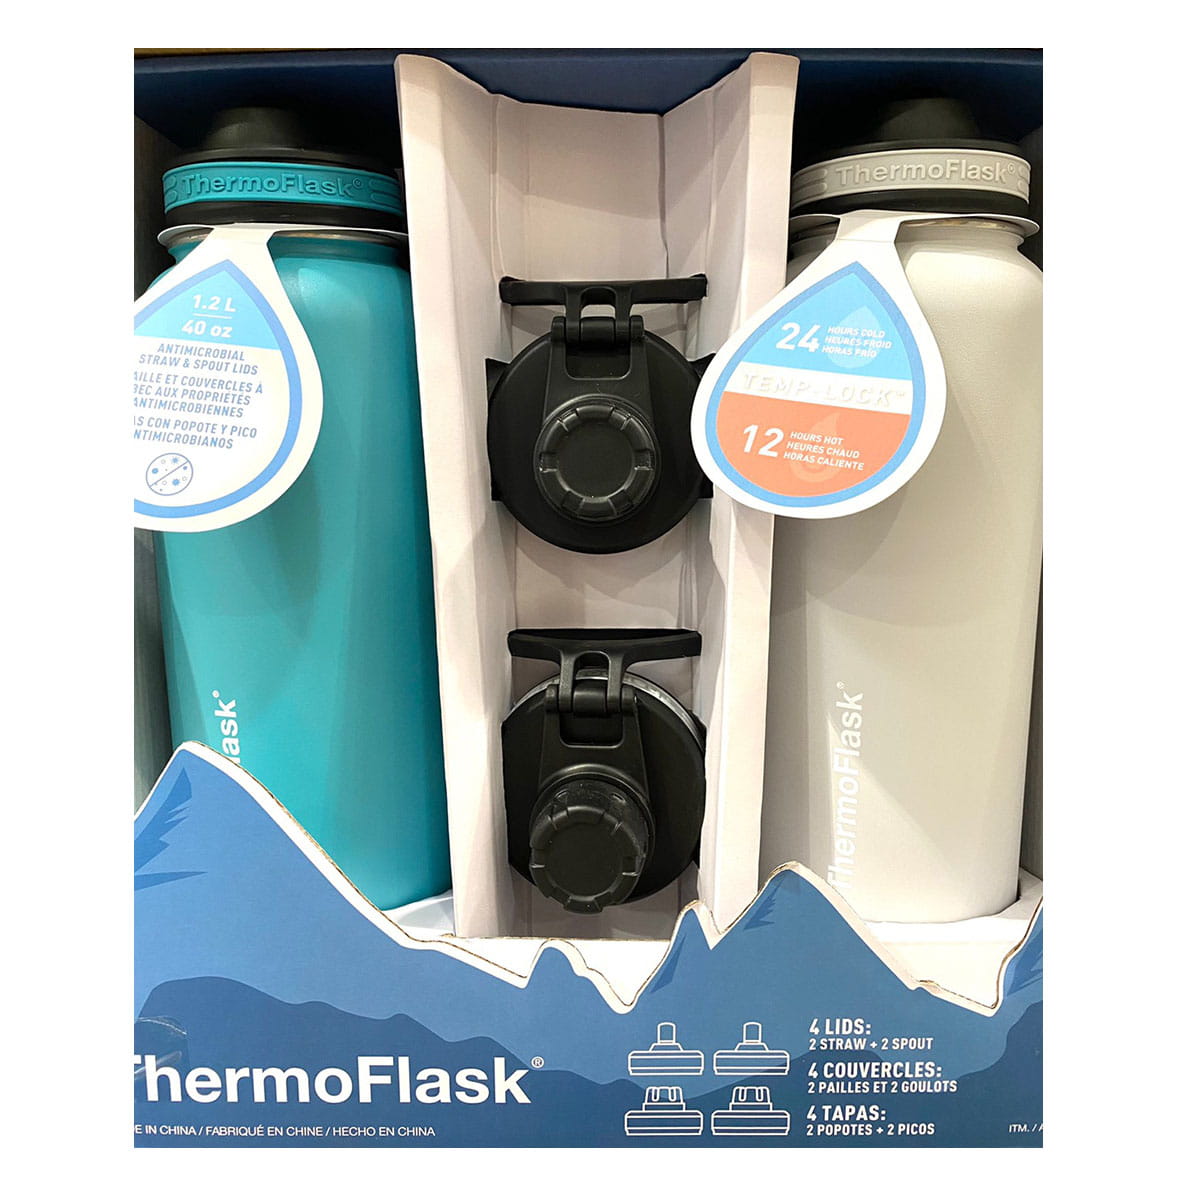 ThermoFlask®
ThermoFlask®
1.2 L
40 oz
ANTIMICROBIAL
STRAW & SPOUT LIDS
AILLE ET COUVERCLES À
BEC AUX PROPRIÉTÉS
ANTIMICROBIENNES
AS CON POPOTE Y PICO
NTIMICROBIANOS
24 HOURS COLD
HEURES FROID
HORAS FRÍO
TEMP-LOCK™
12 HOURS HOT
HEURES CHAUD
HORAS CALIENTE
lask®
ThermoFlask®
ThermoFlask®
E IN CHINA / FABRIQUÉ EN CHINE / HECHO EN CHINA
4 LIDS:
2 STRAW + 2 SPOUT
4 COUVERCLES:
2 PAILLES ET 2 GOULOTS
4 TAPAS:
2 POPOTES + 2 PICOS
ITM. / A